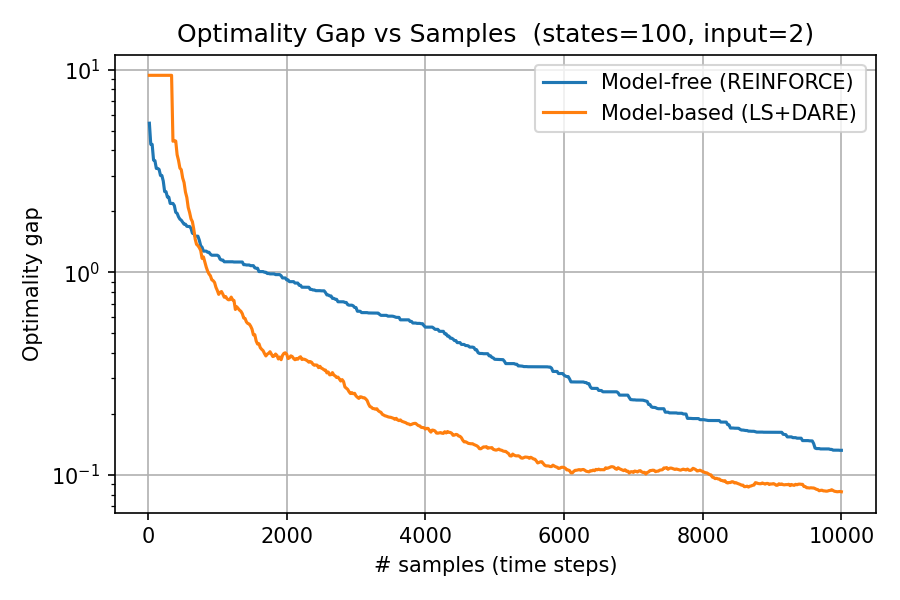 Optimality Gap vs Samples (states=100, input=2)
Model-free (REINFORCE)
Model-based (LS+DARE)
Optimality gap
10¹
10⁰
10⁻¹
0 2000 4000 6000 8000 10000
# samples (time steps)